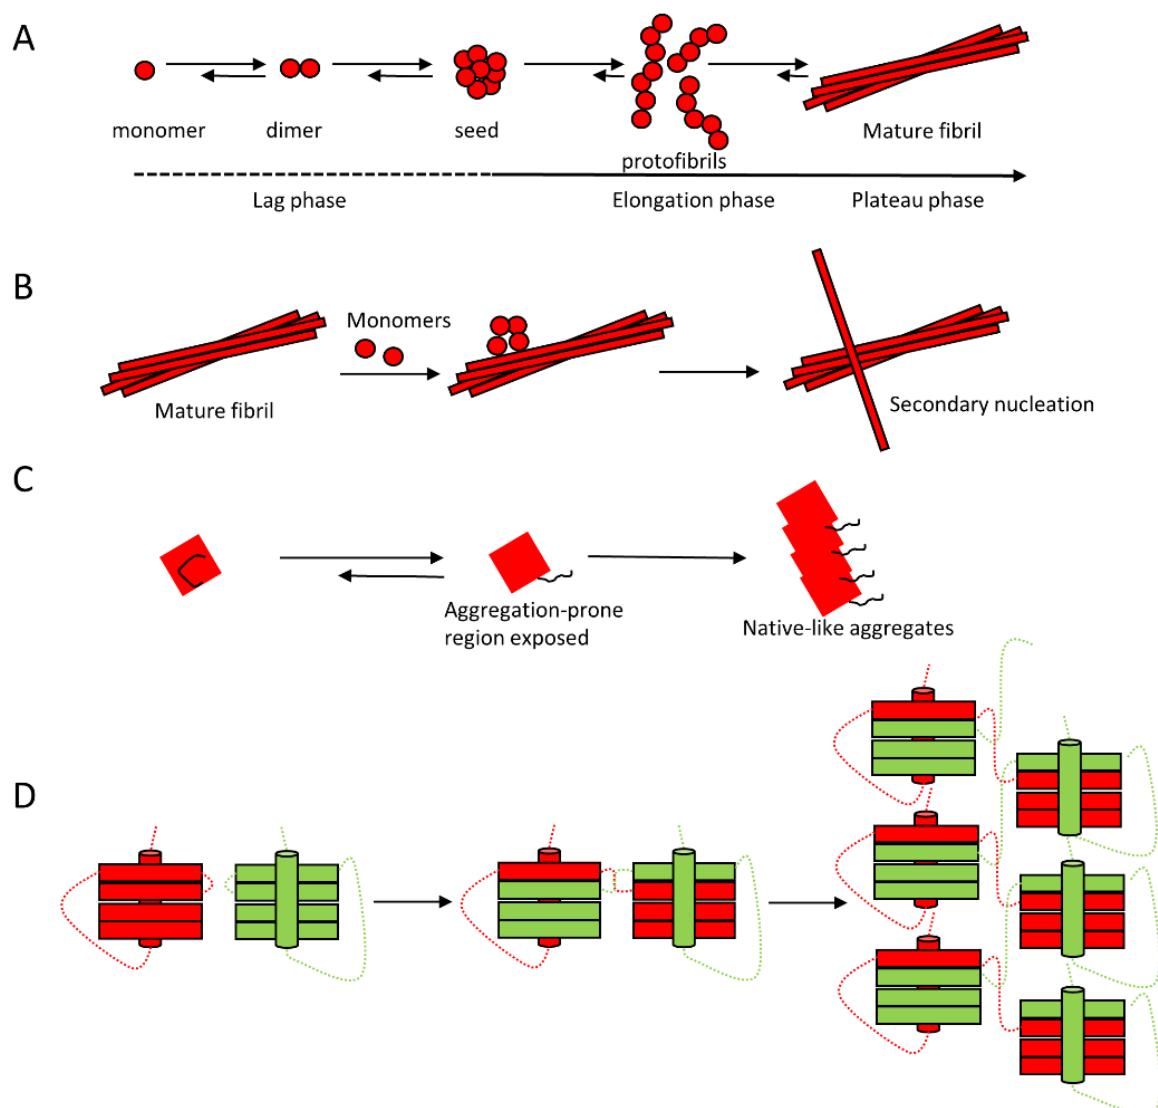 A
monomer
dimer
seed
protofibrils
Mature fibril
Lag phase
Elongation phase
Plateau phase
B
Mature fibril
Monomers
Secondary nucleation
C
Aggregation-prone
region exposed
Native-like aggregates
D